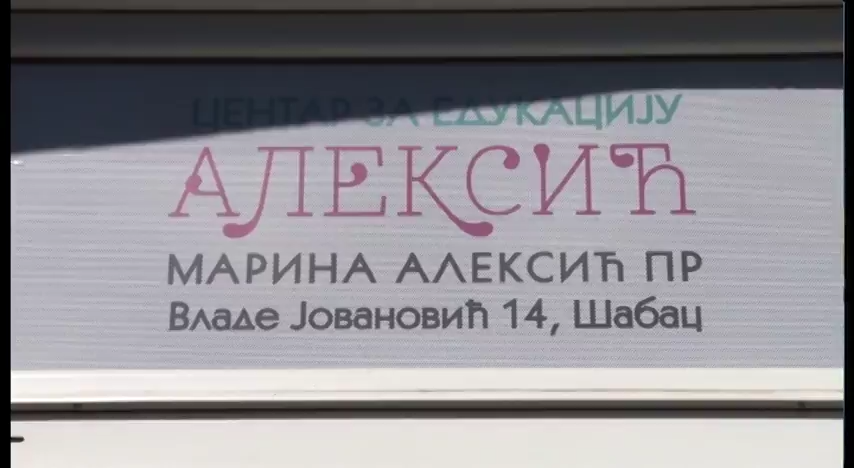 ЦЕНТАР ЗА ЕДУКАЦИЈУ
АЛЕКСИЋ
МАРИНА АЛЕКСИЋ ПР
Владе Јовановић 14, Шабац